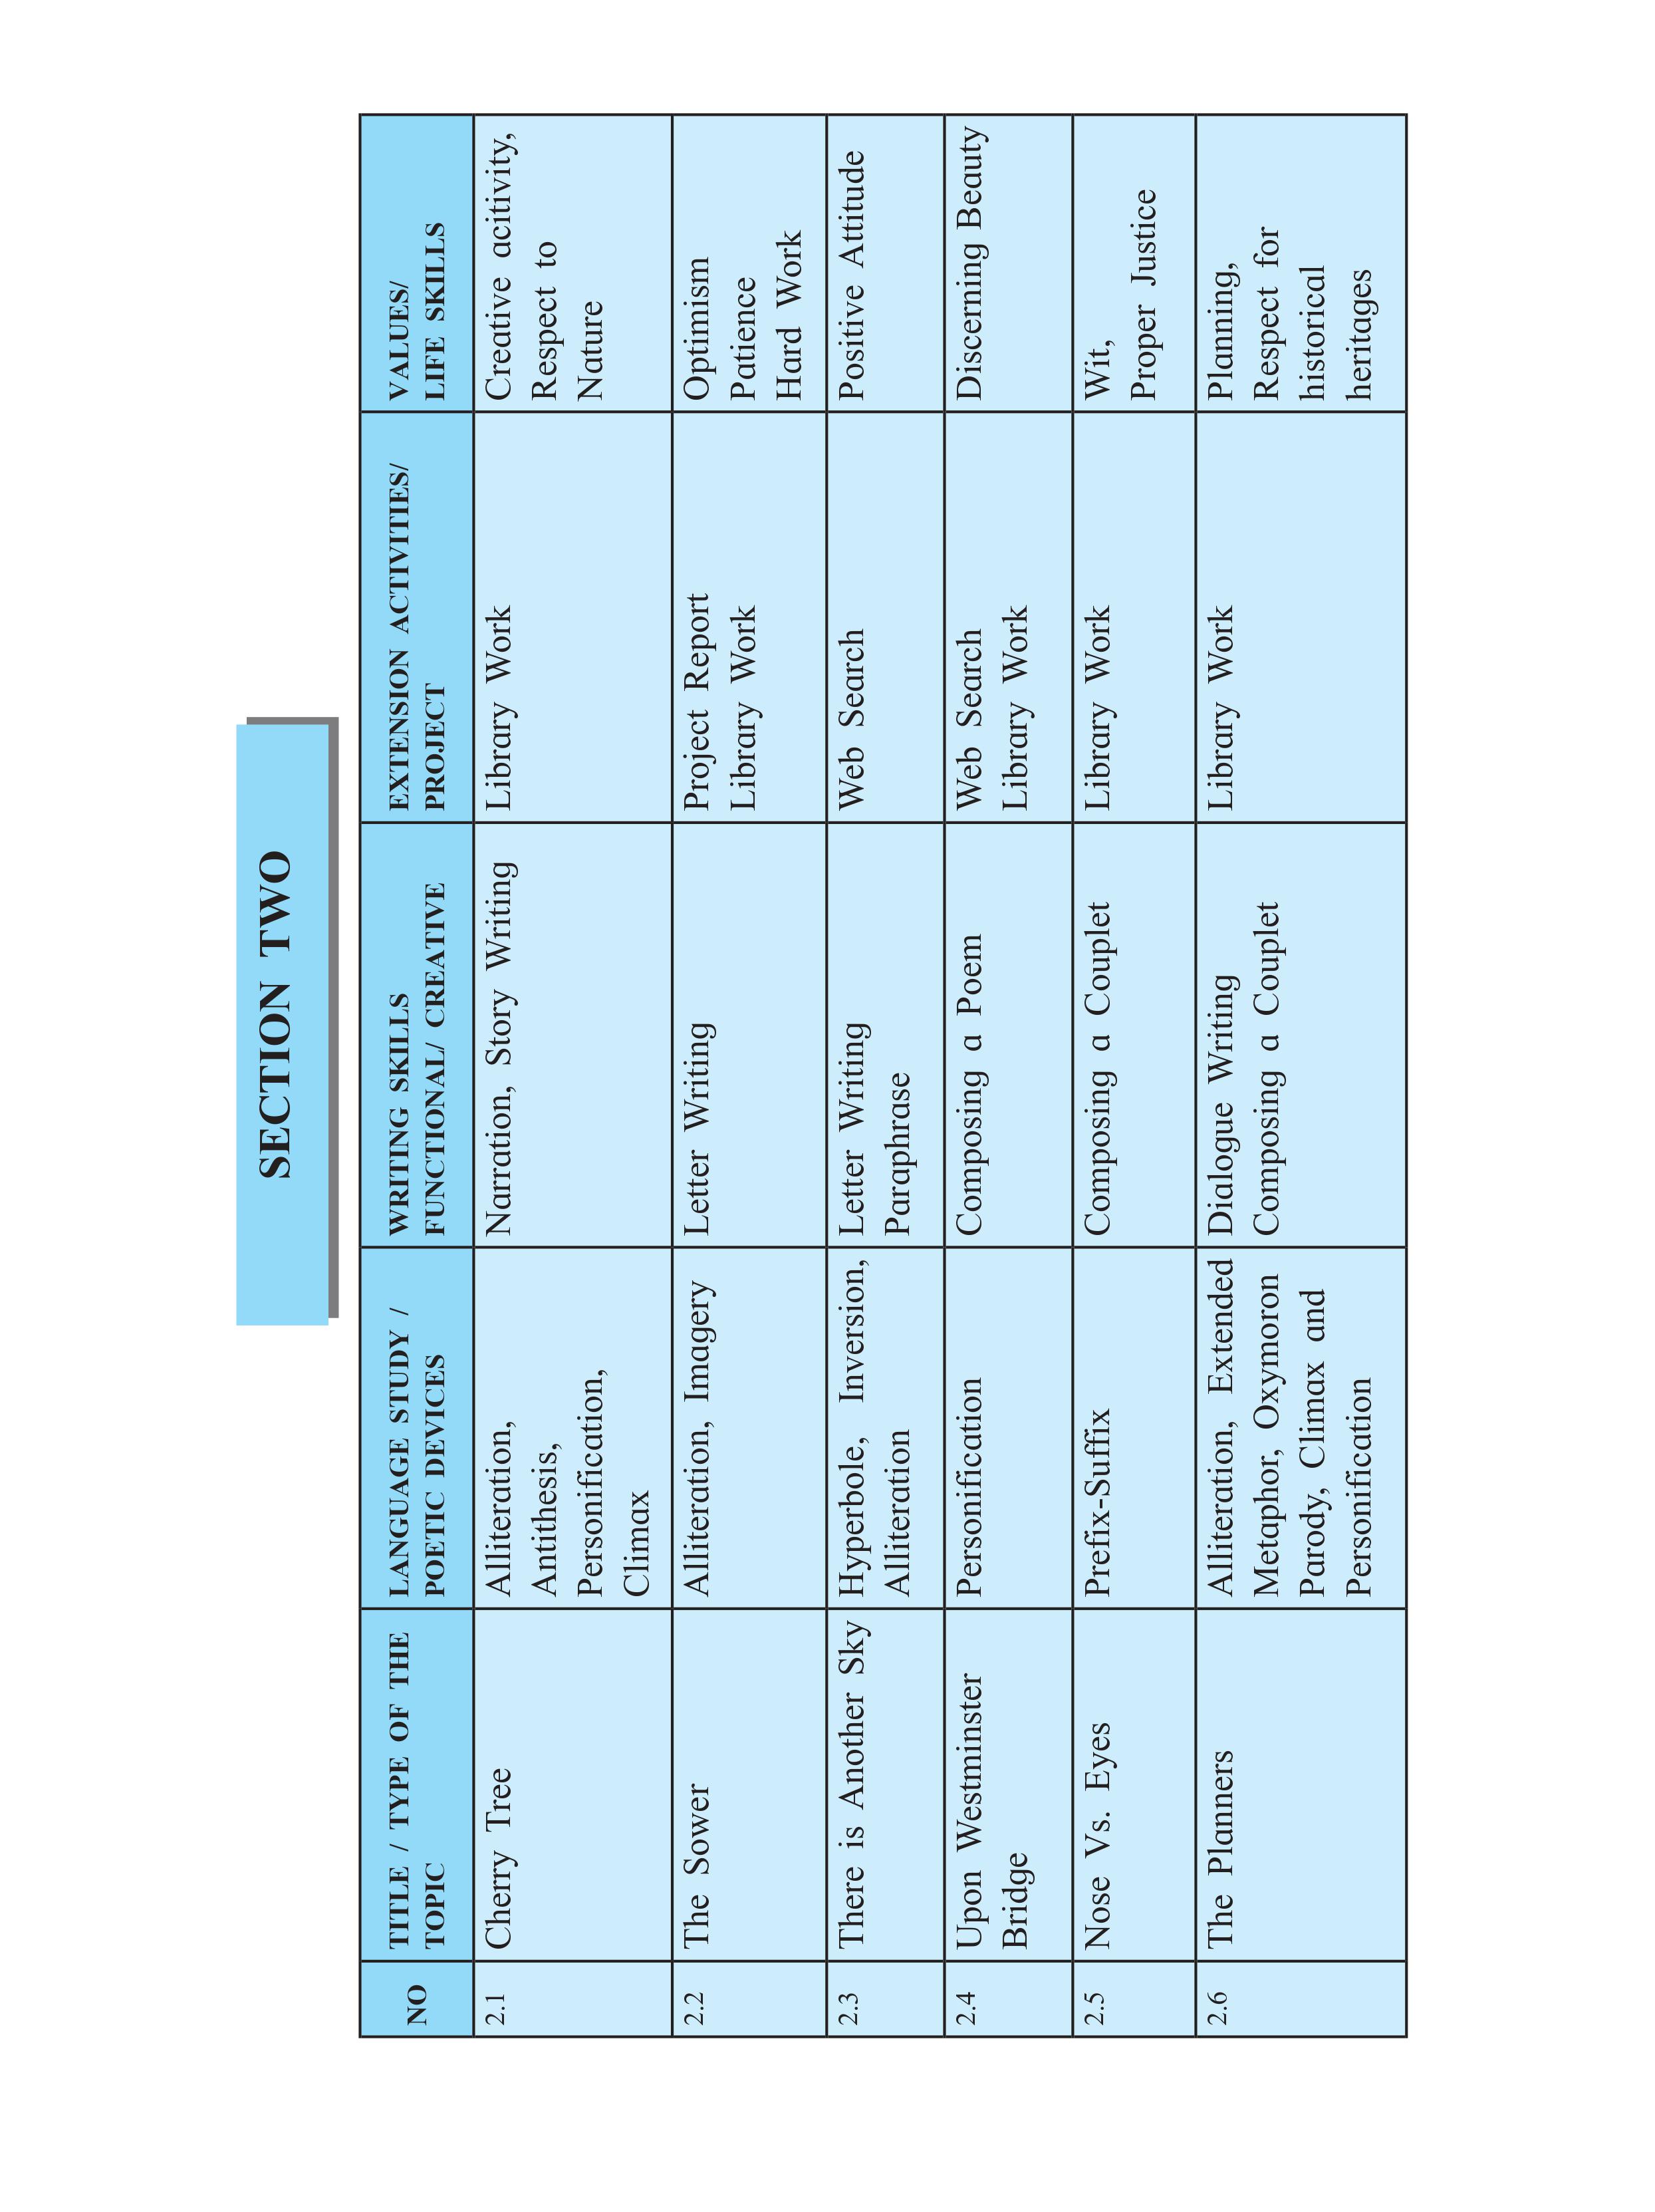 SECTION TWO
NO
TITLE / TYPE OF THE
TOPIC
LANGUAGE STUDY /
POETIC DEVICES
WRITING SKILLS
FUNCTIONAL/ CREATIVE
EXTENSION ACTIVITIES/
PROJECT
VALUES/
LIFE SKILLS
2.1
Cherry Tree
Alliteration,
Antithesis,
Personification,
Climax
Narration, Story Writing
Library Work
Creative acitivity,
Respect to
Nature
2.2
The Sower
Alliteration, Imagery
Letter Writing
Project Report
Library Work
Optimism
Patience
Hard Work
2.3
There is Another Sky
Hyperbole, Inversion,
Alliteration
Letter Writing
Paraphrase
Web Search
Positive Attitude
2.4
Upon Westminster
Bridge
Personification
Composing a Poem
Web Search
Library Work
Discerning Beauty
2.5
Nose Vs. Eyes
Prefix-Suffix
Composing a Couplet
Library Work
Wit,
Proper Justice
2.6
The Planners
Alliteration, Extended
Metaphor, Oxymoron
Parody, Climax and
Personification
Dialogue Writing
Composing a Couplet
Library Work
Planning,
Respect for
historical
heritages